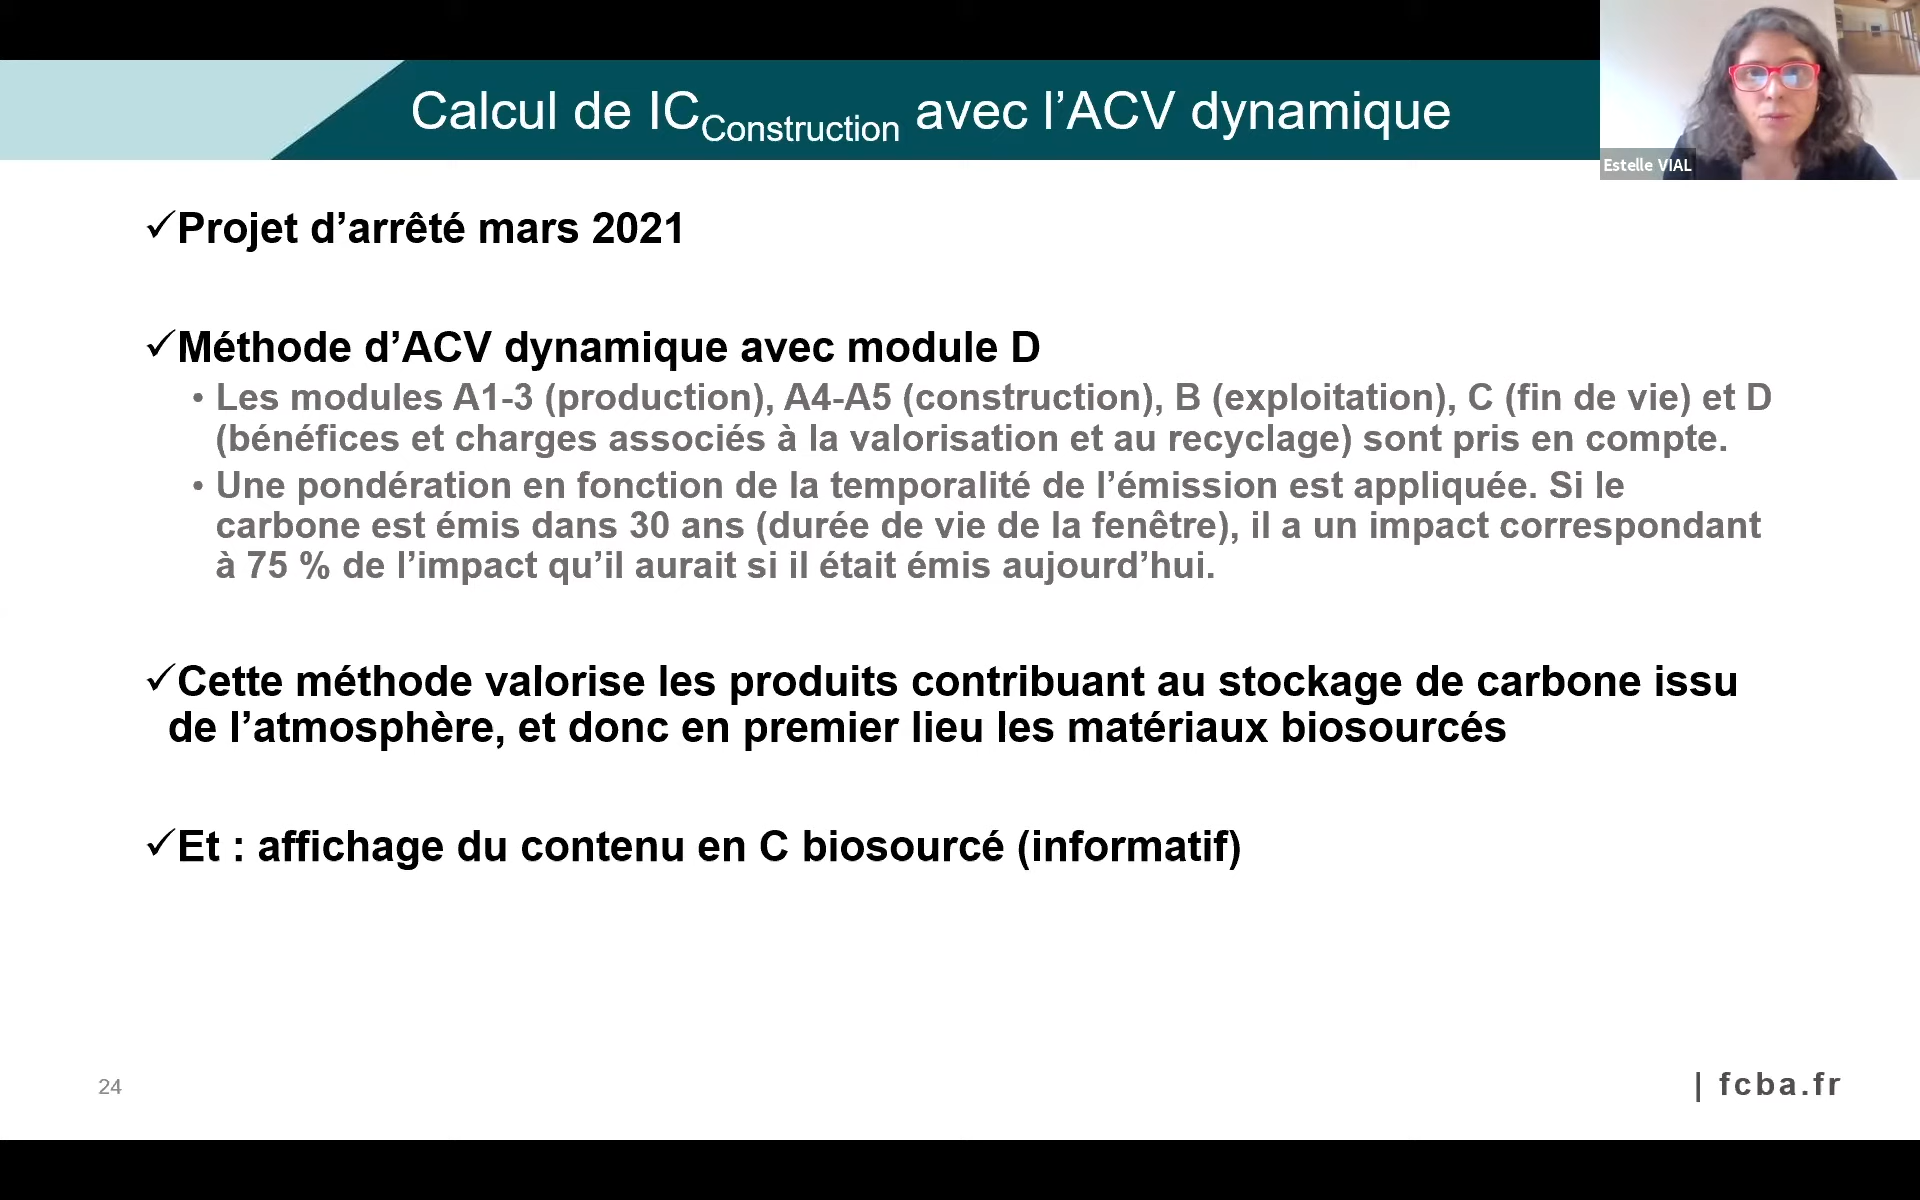 Calcul de IC Construction avec l’ACV dynamique
Estelle VIAL
✓Projet d’arrêté mars 2021
✓Méthode d’ACV dynamique avec module D
• Les modules A1-3 (production), A4-A5 (construction), B (exploitation), C (fin de vie) et D
(bénéfices et charges associés à la valorisation et au recyclage) sont pris en compte.
• Une pondération en fonction de la temporalité de l’émission est appliquée. Si le
carbone est émis dans 30 ans (durée de vie de la fenêtre), il a un impact correspondant
à 75 % de l’impact qu’il aurait si il était émis aujourd’hui.
✓Cette méthode valorise les produits contribuant au stockage de carbone issu
de l’atmosphère, et donc en premier lieu les matériaux biosourcés
✓Et : affichage du contenu en C biosourcé (informatif)
24
| fcba.fr